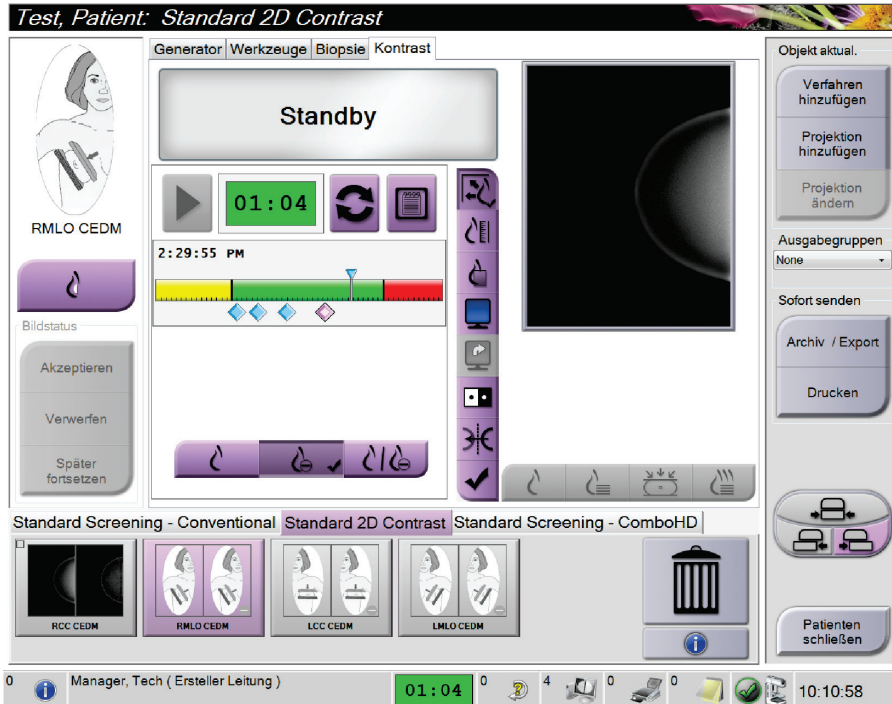 Test, Patient: Standard 2D Contrast
Generator Werkzeuge Biopsie Kontrast
Standby
01:04
2:29:55 PM
RMLO CEDM
Bildstatus
Akzeptieren
Verwerfen
Später
fortsetzen
Objekt aktual.
Verfahren
hinzufügen
Projektion
hinzufügen
Projektion
ändern
Ausgabegruppen
None
Sofort senden
Archiv / Export
Drucken
Standard Screening - Conventional Standard 2D Contrast Standard Screening - ComboHD
RCC CEDM RMLO CEDM LCC CEDM LMLO CEDM
Patienten
schließen
0 Manager, Tech ( Ersteller Leitung ) 01:04 0 4 0 0 10:10:58